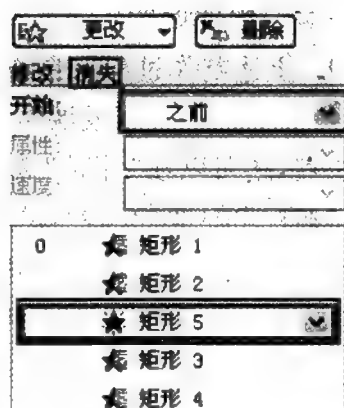 更改 删除
修改 消失
开始: 之前
属性:
速度:
0 矩形 1
矩形 2
矩形 5
矩形 3
矩形 4